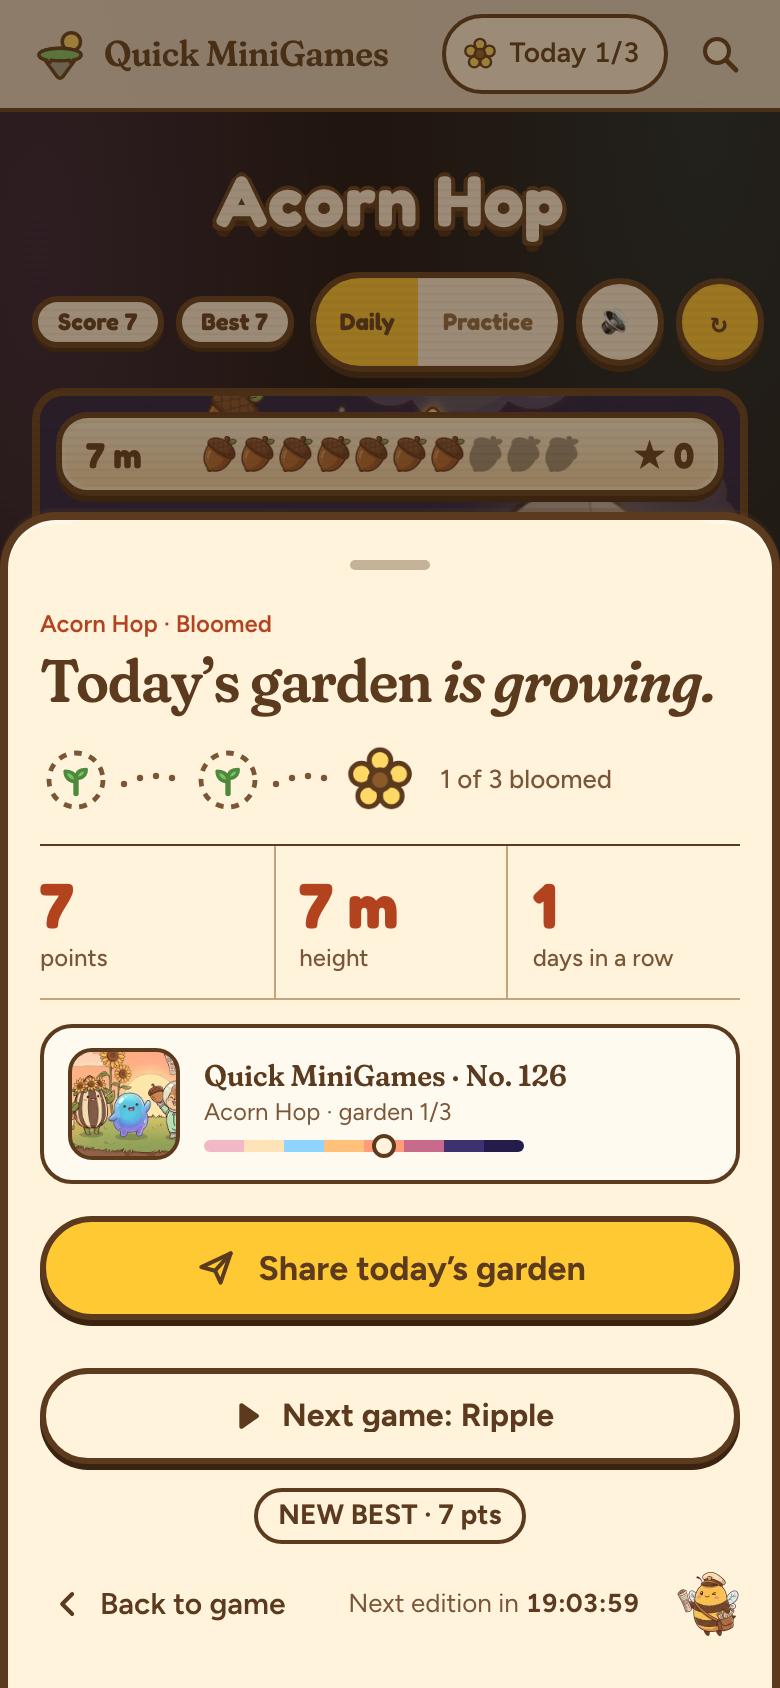 Quick MiniGames
Today 1/3
Acorn Hop
Score 7
Best 7
Daily
Practice
7 m
★ 0
Acorn Hop · Bloomed
Today’s garden is growing.
1 of 3 bloomed
7
points
7 m
height
1
days in a row
Quick MiniGames · No. 126
Acorn Hop · garden 1/3
Share today’s garden
Next game: Ripple
NEW BEST · 7 pts
Back to game
Next edition in 19:03:59